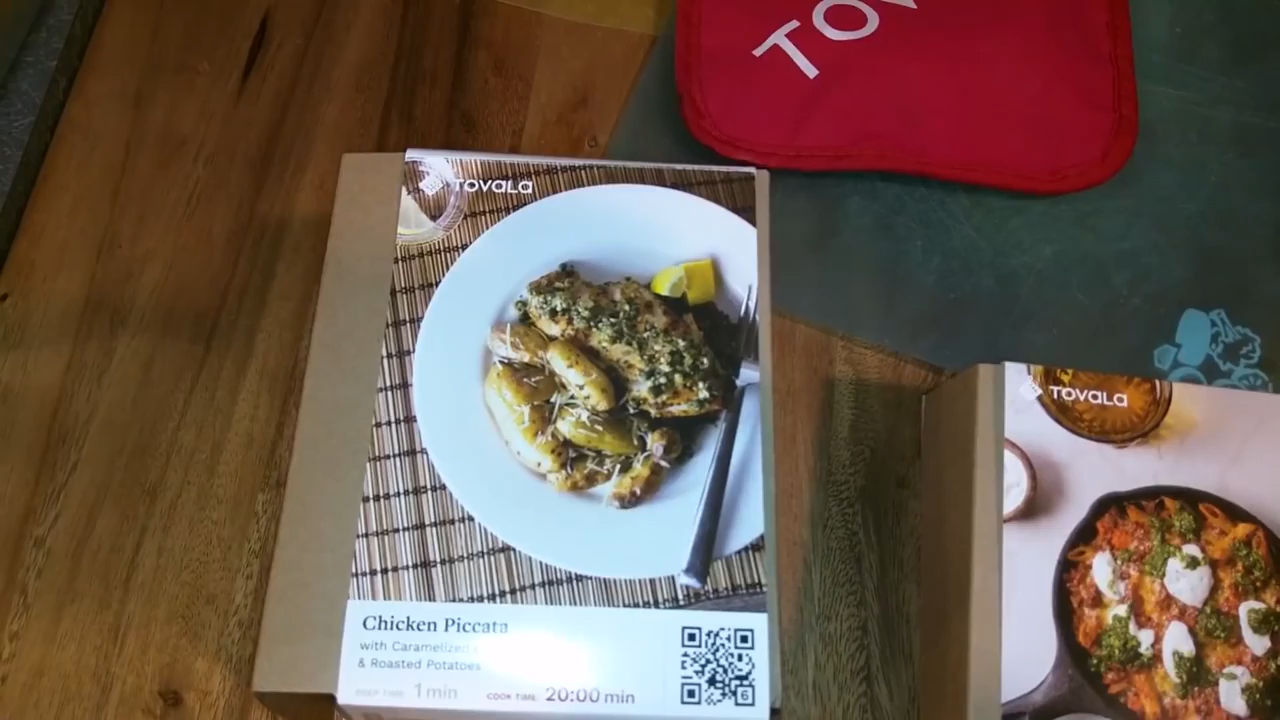 TOV
TOVALA
TOVALA
Chicken Piccata
with Caramelized
& Roasted Potatoes
PREP TIME 1 min COOK TIME 20:00 min
6